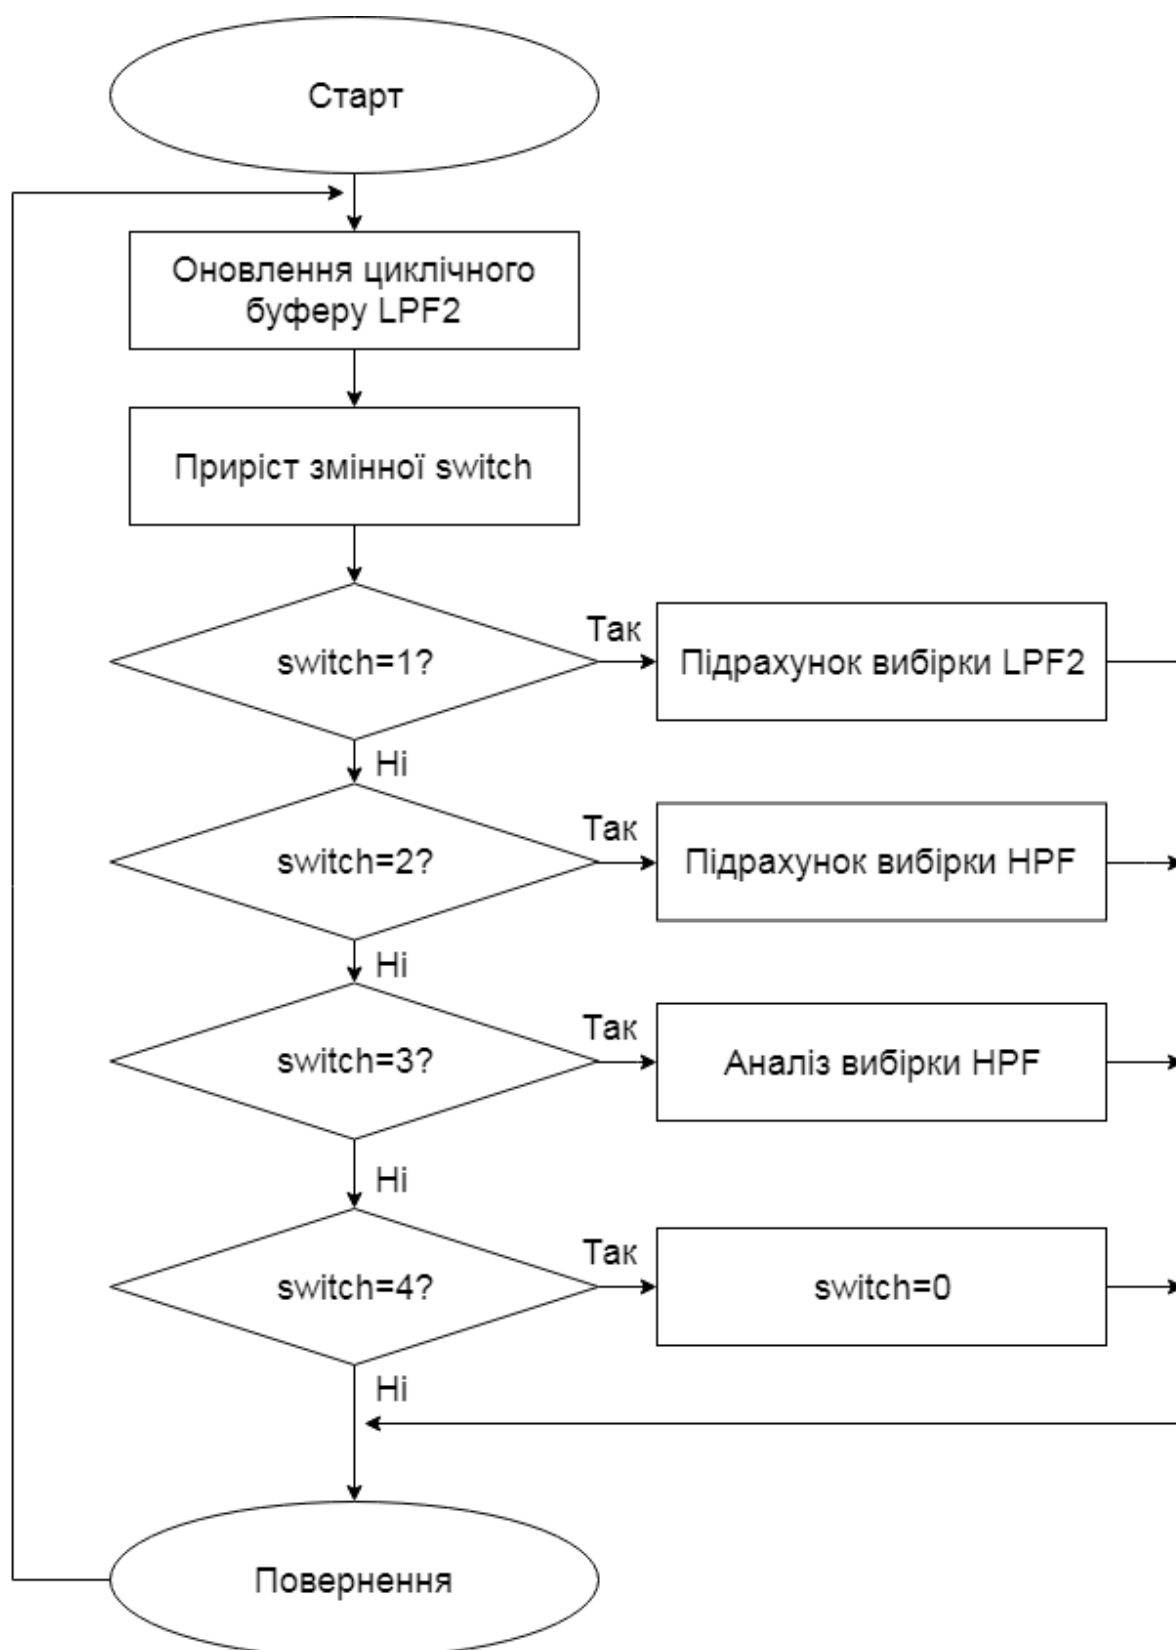 Старт
Оновлення циклічного
буферу LPF2
Приріст змінної switch
switch=1?
Так
Підрахунок вибірки LPF2
Ні
switch=2?
Так
Підрахунок вибірки HPF
Ні
switch=3?
Так
Аналіз вибірки HPF
Ні
switch=4?
Так
switch=0
Ні
Повернення